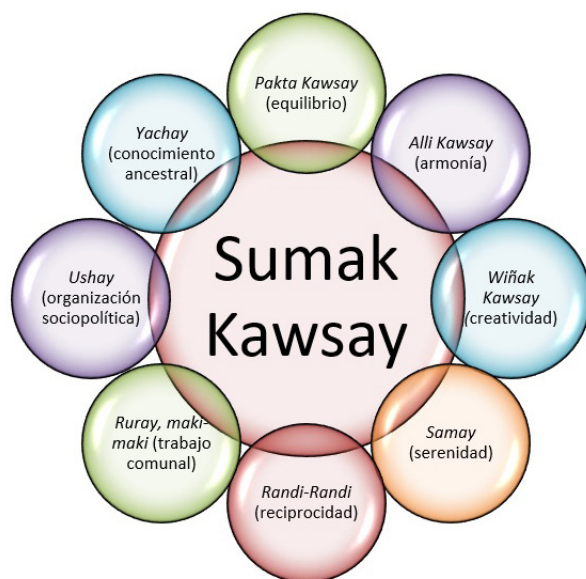 Pakta Kawsay
(equilibrio)
Alli Kawsay
(armonía)
Wiñak
Kawsay
(creatividad)
Samay
(serenidad)
Randi-Randi
(reciprocidad)
Ruray, maki-
maki (trabajo
comunal)
Ushay
(organización
sociopolítica)
Yachay
(conocimiento
ancestral)
Sumak
Kawsay